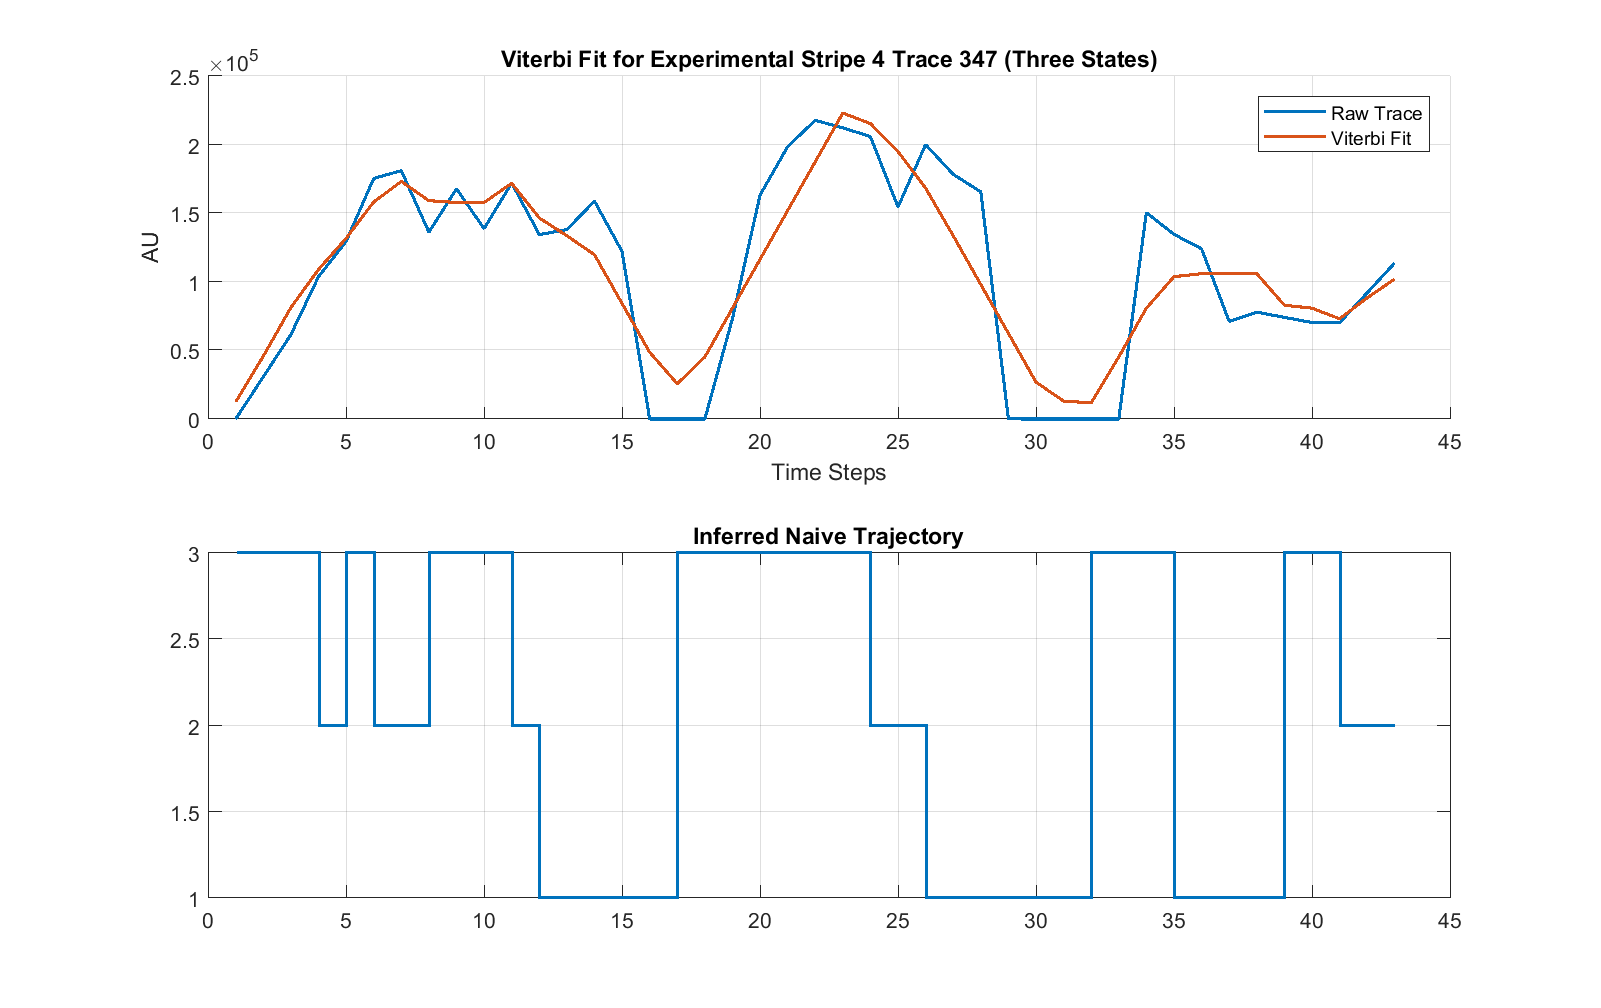 Viterbi Fit for Experimental Stripe 4 Trace 347 (Three States)
×10^5
2.5
2
1.5
1
0.5
0
AU
Raw Trace
Viterbi Fit
0 5 10 15 20 25 30 35 40 45
Time Steps
Inferred Naive Trajectory
3
2.5
2
1.5
1
0 5 10 15 20 25 30 35 40 45